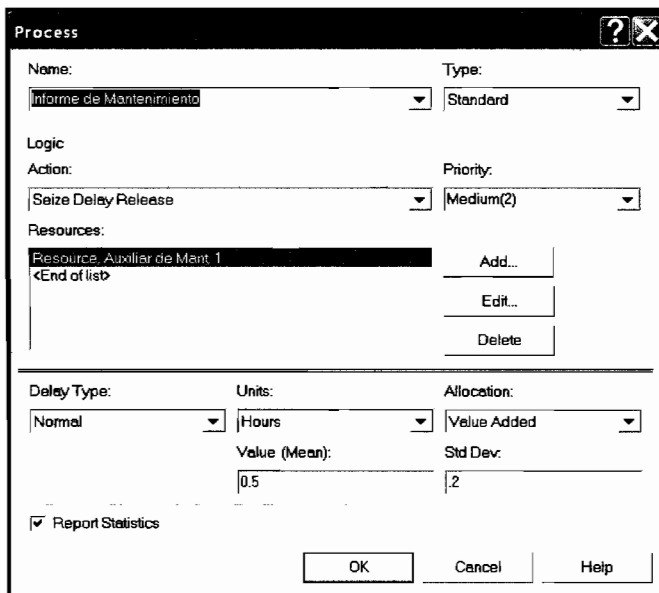 Process
Name: Type:
Informe de Mantenimiento Standard
Logic
Action: Priority:
Seize Delay Release Medium(2)
Resources:
Resource, Auxiliar de Mant, 1 Add...
<End of list>
Edit...
Delete
Delay Type: Units: Allocation:
Normal Hours Value Added
Value (Mean): Std Dev:
0.5 .2
Report Statistics
OK Cancel Help